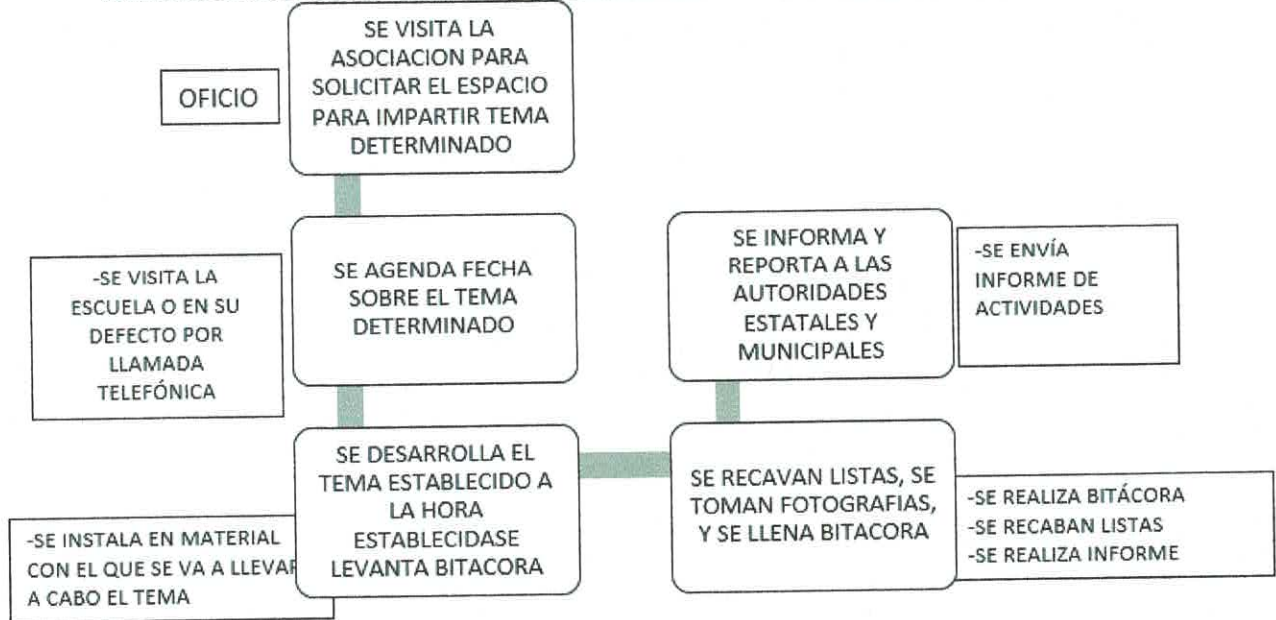 OFICIO
SE VISITA LA
ASOCIACION PARA
SOLICITAR EL ESPACIO
PARA IMPARTIR TEMA
DETERMINADO
-SE VISITA LA
ESCUELA O EN SU
DEFECTO POR
LLAMADA
TELEFÓNICA
SE AGENDA FECHA
SOBRE EL TEMA
DETERMINADO
-SE INSTALA EN MATERIAL
CON EL QUE SE VA A LLEVAR
A CABO EL TEMA
SE DESARROLLA EL
TEMA ESTABLECIDO A
LA HORA
ESTABLECIDASE
LEVANTA BITACORA
SE RECAVAN LISTAS, SE
TOMAN FOTOGRAFIAS,
Y SE LLENA BITACORA
-SE REALIZA BITÁCORA
-SE RECABAN LISTAS
-SE REALIZA INFORME
SE INFORMA Y
REPORTA A LAS
AUTORIDADES
ESTATALES Y
MUNICIPALES
-SE ENVÍA
INFORME DE
ACTIVIDADES